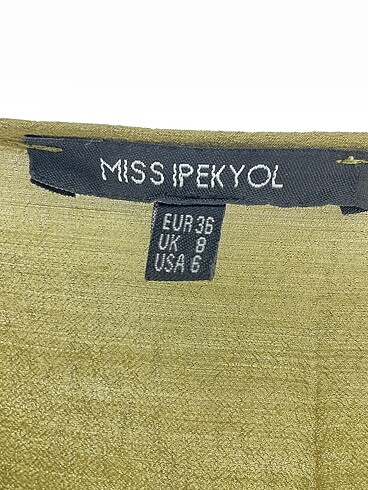 MISS IPEKYOL
EUR 36
UK 8
USA 6